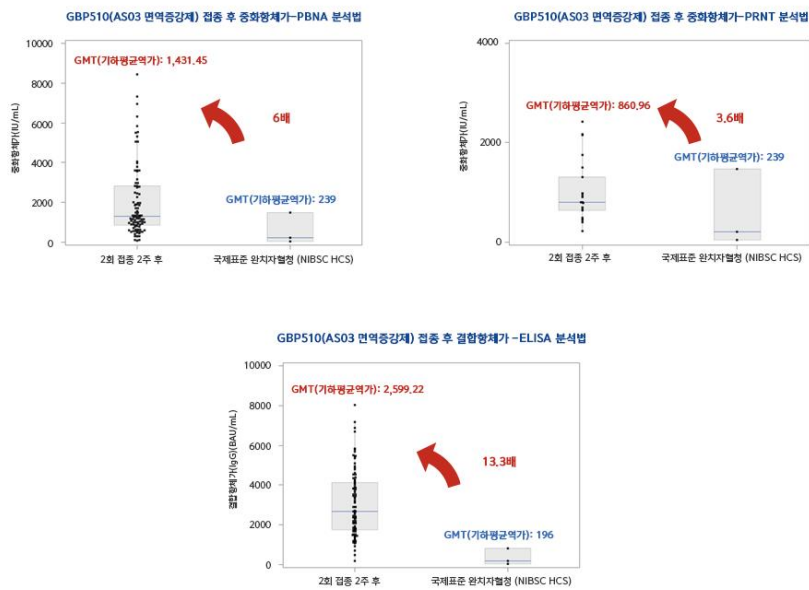 GBP510(AS03 면역증강제) 접종 후 중화항체가-PBNA 분석법
중화항체가(IU/mL)
10000
8000
6000
4000
2000
0
GMT(기하평균역가): 1,431.45
6배
GMT(기하평균역가): 239
2회 접종 2주 후
국제표준 완치자혈청 (NIBSC HCS)
GBP510(AS03 면역증강제) 접종 후 중화항체가-PRNT 분석법
중화항체가(IU/mL)
4000
2000
0
GMT(기하평균역가): 860.96
3.6배
GMT(기하평균역가): 239
2회 접종 2주 후
국제표준 완치자혈청 (NIBSC HCS)
GBP510(AS03 면역증강제) 접종 후 결합항체가 -ELISA 분석법
결합항체가(IgG)(BAU/mL)
10000
8000
6000
4000
2000
0
GMT(기하평균역가): 2,599.22
13.3배
GMT(기하평균역가): 196
2회 접종 2주 후
국제표준 완치자혈청 (NIBSC HCS)